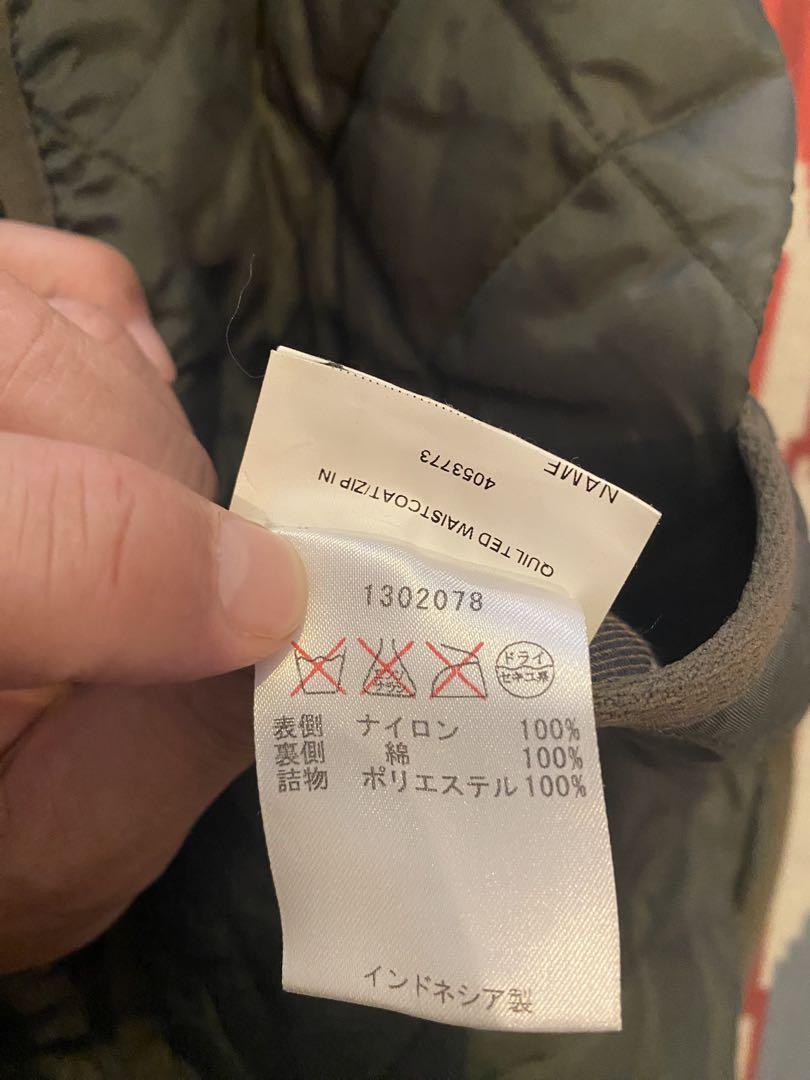 NAME
4053773
QUILTED WAISTCOAT/ZIP IN
1302078
ドライ
セキユ系
表側 ナイロン 100%
裏側 綿 100%
詰物 ポリエステル 100%
インドネシア製